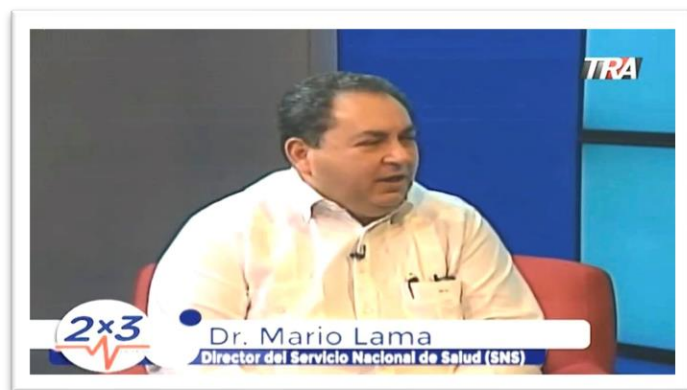 TRA
2x3
Dr. Mario Lama
Director del Servicio Nacional de Salud (SNS)